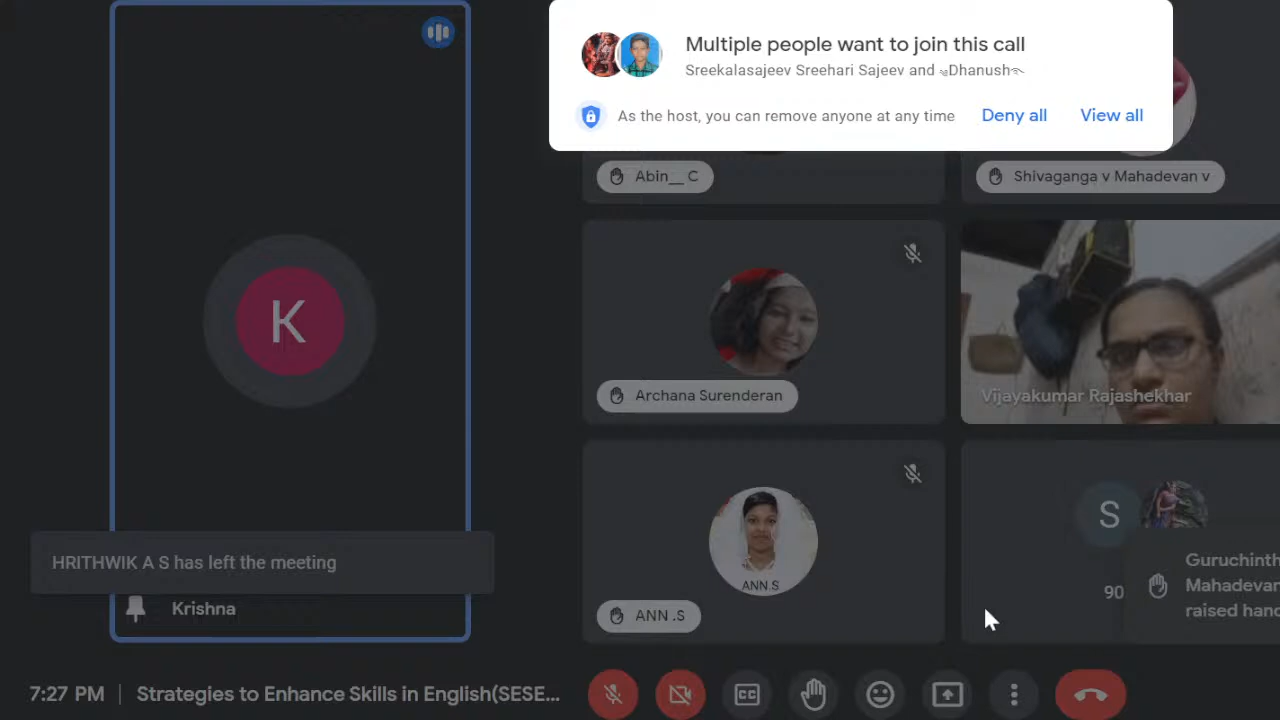 Multiple people want to join this call
Sreekalasajeev Sreehari Sajeev and ༄Dhanush࿐
As the host, you can remove anyone at any time
Deny all
View all
Abin__ C
Shivaganga v Mahadevan v
K
Archana Surenderan
Vijayakumar Rajashekhar
HRITHWIK A S has left the meeting
Krishna
ANN.S
ANN .S
S
90
Guruchinth
Mahadevan
raised hand
7:27 PM | Strategies to Enhance Skills in English(SESE...
CC